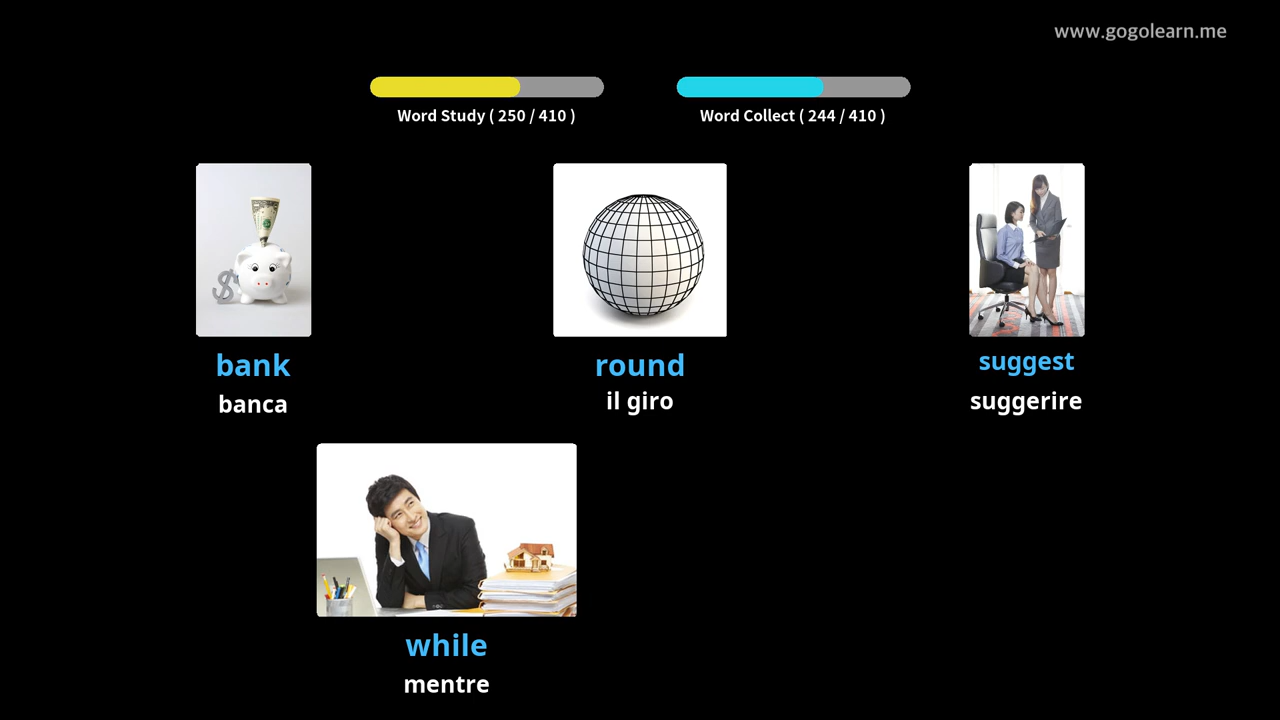 www.gogolearn.me
Word Study ( 250 / 410 )
Word Collect ( 244 / 410 )
bank
banca
round
il giro
suggest
suggerire
while
mentre